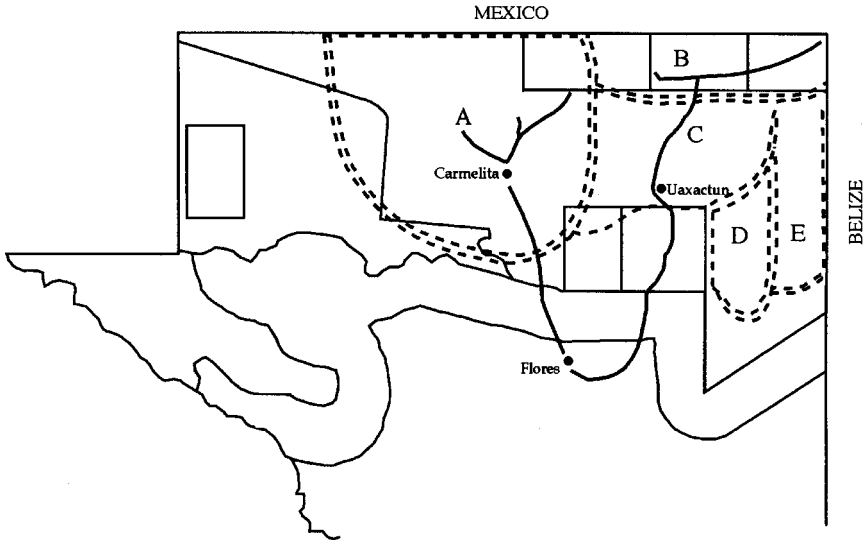 MEXICO
B
A
C
Carmelita
Uaxactun
BELIZE
D
E
Flores